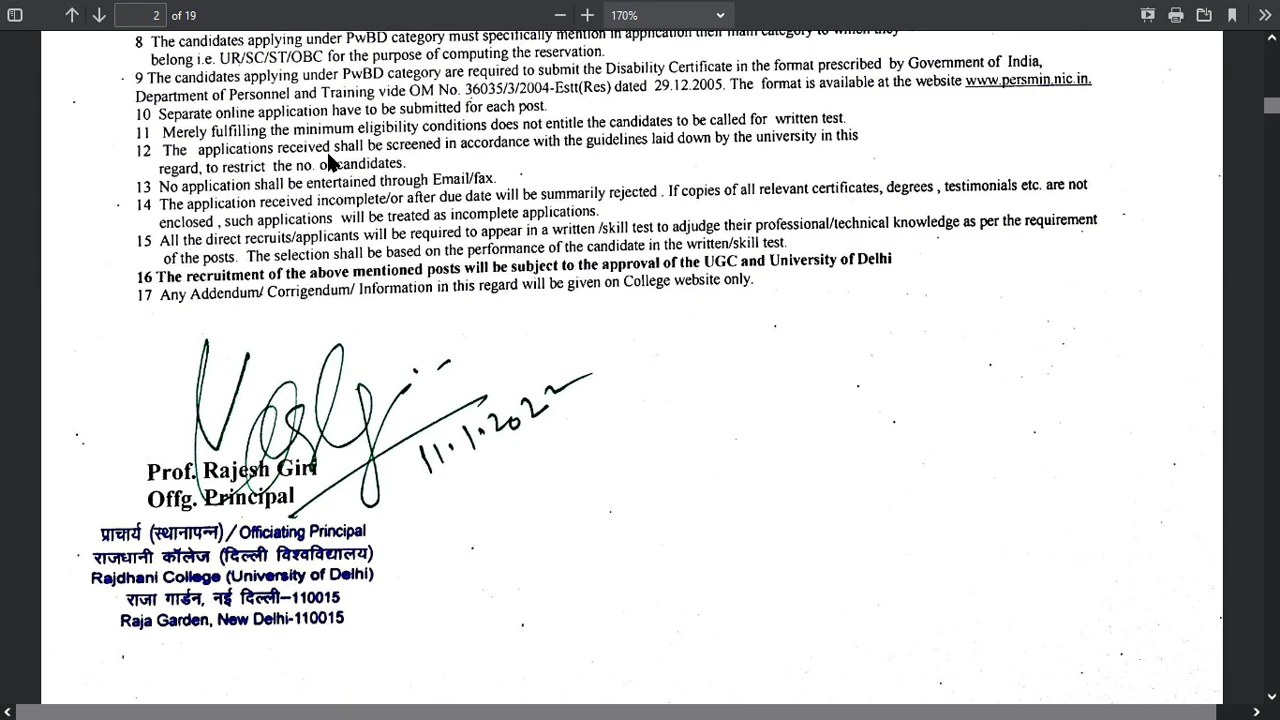 2 of 19
170%
8 The candidates applying under PwBD category must specifically mention in application their main category to which they
belong i.e. UR/SC/ST/OBC for the purpose of computing the reservation.
9 The candidates applying under PwBD category are required to submit the Disability Certificate in the format prescribed by Government of India,
Department of Personnel and Training vide OM No. 36035/3/2004-Estt(Res) dated 29.12.2005. The format is available at the website www.persmin.nic.in.
10 Separate online application have to be submitted for each post.
11 Merely fulfilling the minimum eligibility conditions does not entitle the candidates to be called for written test.
12 The applications received shall be screened in accordance with the guidelines laid down by the university in this
regard, to restrict the no. of candidates.
13 No application shall be entertained through Email/fax.
14 The application received incomplete/or after due date will be summarily rejected . If copies of all relevant certificates, degrees , testimonials etc. are not
enclosed , such applications will be treated as incomplete applications.
15 All the direct recruits/applicants will be required to appear in a written /skill test to adjudge their professional/technical knowledge as per the requirement
of the posts. The selection shall be based on the performance of the candidate in the written/skill test.
16 The recruitment of the above mentioned posts will be subject to the approval of the UGC and University of Delhi
17 Any Addendum/ Corrigendum/ Information in this regard will be given on College website only.
11.1.2022
Prof. Rajesh Giri
Offg. Principal
प्राचार्य (स्थानापन्न)/Officiating Principal
राजधानी कॉलेज (दिल्ली विश्वविद्यालय)
Rajdhani College (University of Delhi)
राजा गार्डन, नई दिल्ली–110015
Raja Garden, New Delhi-110015